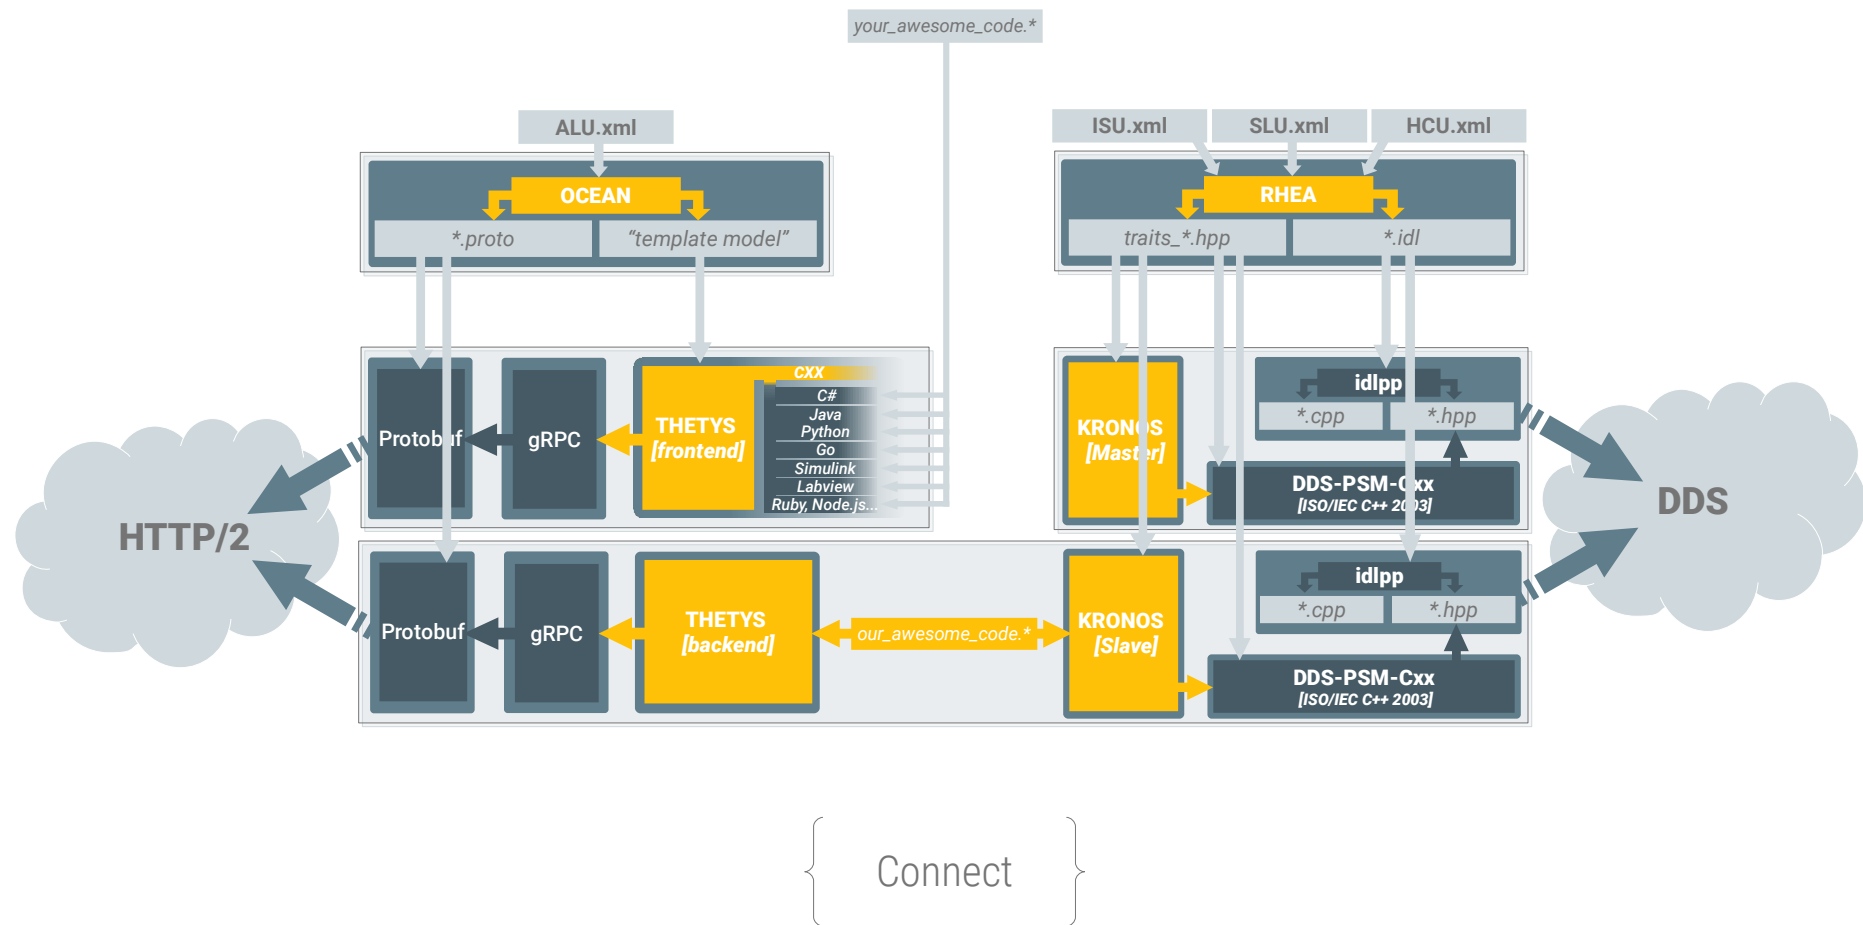 your_awesome_code.*
ALU.xml
ISU.xml
SLU.xml
HCU.xml
OCEAN
*.proto
“template model”
RHEA
traits_*.hpp
*.idl
Protobuf
gRPC
THETYS
[frontend]
CXX
C#
Java
Python
Go
Simulink
Labview
Ruby, Node.js...
KRONOS
[Master]
idlpp
*.cpp
*.hpp
DDS-PSM-Cxx
[ISO/IEC C++ 2003]
HTTP/2
DDS
Protobuf
gRPC
THETYS
[backend]
our_awesome_code.*
KRONOS
[Slave]
idlpp
*.cpp
*.hpp
DDS-PSM-Cxx
[ISO/IEC C++ 2003]
Connect